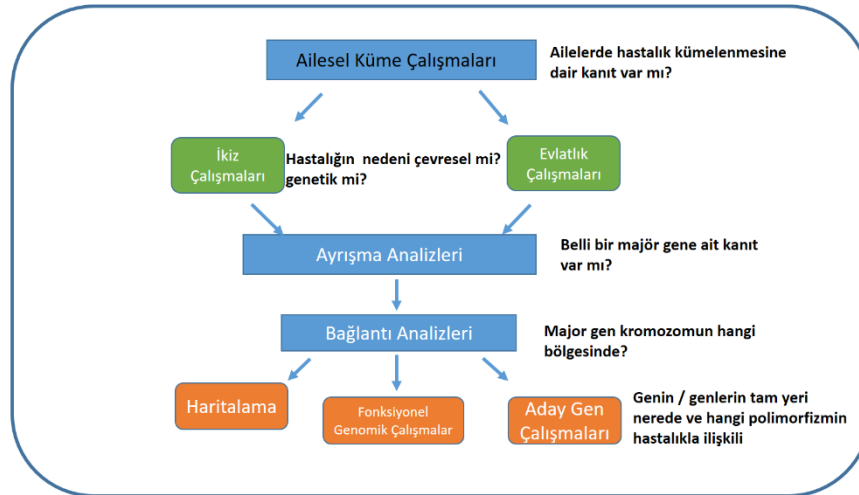 Ailesel Küme Çalışmaları
Ailelerde hastalık kümelenmesine
dair kanıt var mı?
İkiz
Çalışmaları
Hastalığın nedeni çevresel mi?
genetik mi?
Evlatlık
Çalışmaları
Ayrışma Analizleri
Belli bir majör gene ait kanıt
var mı?
Bağlantı Analizleri
Major gen kromozomun hangi
bölgesinde?
Haritalama
Fonksiyonel
Genomik Çalışmalar
Aday Gen
Çalışmaları
Genin / genlerin tam yeri
nerede ve hangi polimorfizmin
hastalıkla ilişkili